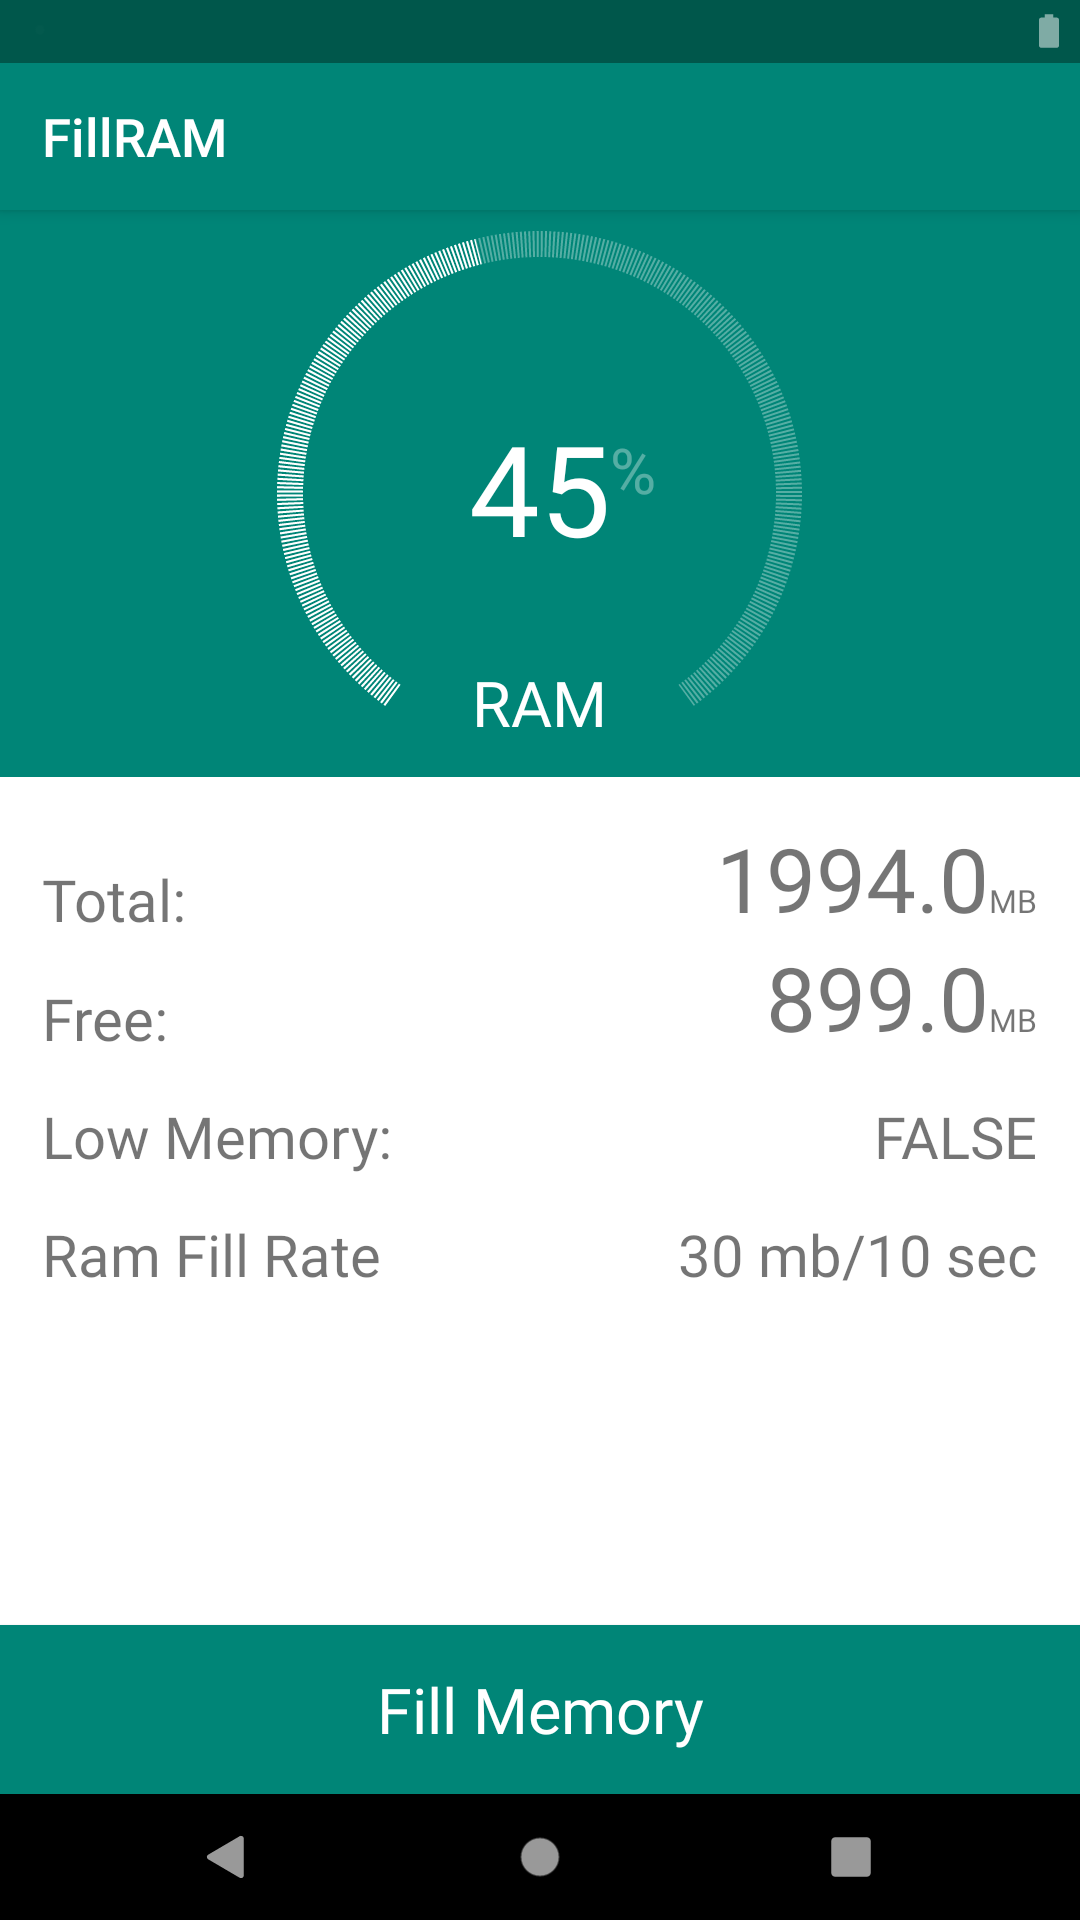 FillRAM
45%
RAM
Total: 1994.0MB
Free: 899.0MB
Low Memory: FALSE
Ram Fill Rate 30 mb/10 sec
Fill Memory